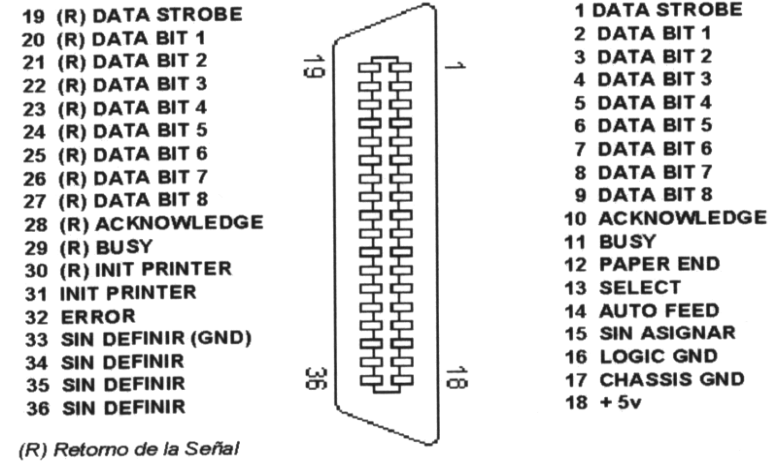 19 (R) DATA STROBE
20 (R) DATA BIT 1
21 (R) DATA BIT 2
22 (R) DATA BIT 3
23 (R) DATA BIT 4
24 (R) DATA BIT 5
25 (R) DATA BIT 6
26 (R) DATA BIT 7
27 (R) DATA BIT 8
28 (R) ACKNOWLEDGE
29 (R) BUSY
30 (R) INIT PRINTER
31 INIT PRINTER
32 ERROR
33 SIN DEFINIR (GND)
34 SIN DEFINIR
35 SIN DEFINIR
36 SIN DEFINIR
(R) Retorno de la Señal
19
1
36
18
1 DATA STROBE
2 DATA BIT 1
3 DATA BIT 2
4 DATA BIT 3
5 DATA BIT 4
6 DATA BIT 5
7 DATA BIT 6
8 DATA BIT 7
9 DATA BIT 8
10 ACKNOWLEDGE
11 BUSY
12 PAPER END
13 SELECT
14 AUTO FEED
15 SIN ASIGNAR
16 LOGIC GND
17 CHASSIS GND
18 + 5v